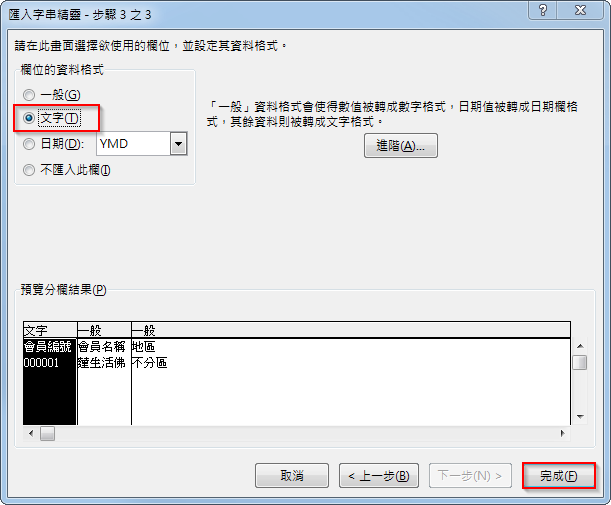 匯入字串精靈 - 步驟 3 之 3
請在此畫面選擇欲使用的欄位，並設定其資料格式。
欄位的資料格式
一般(G)
文字(T)
日期(D): YMD
不匯入此欄(I)
「一般」資料格式會使得數值被轉成數字格式，日期值被轉成日期欄格
式，其餘資料則被轉成文字格式。
進階(A)...
預覽分欄結果(P)
文字 一般 一般
會員編號 會員名稱 地區
000001 鐽生活佛 不分區
取消 < 上一步(B) 下一步(N) > 完成(F)